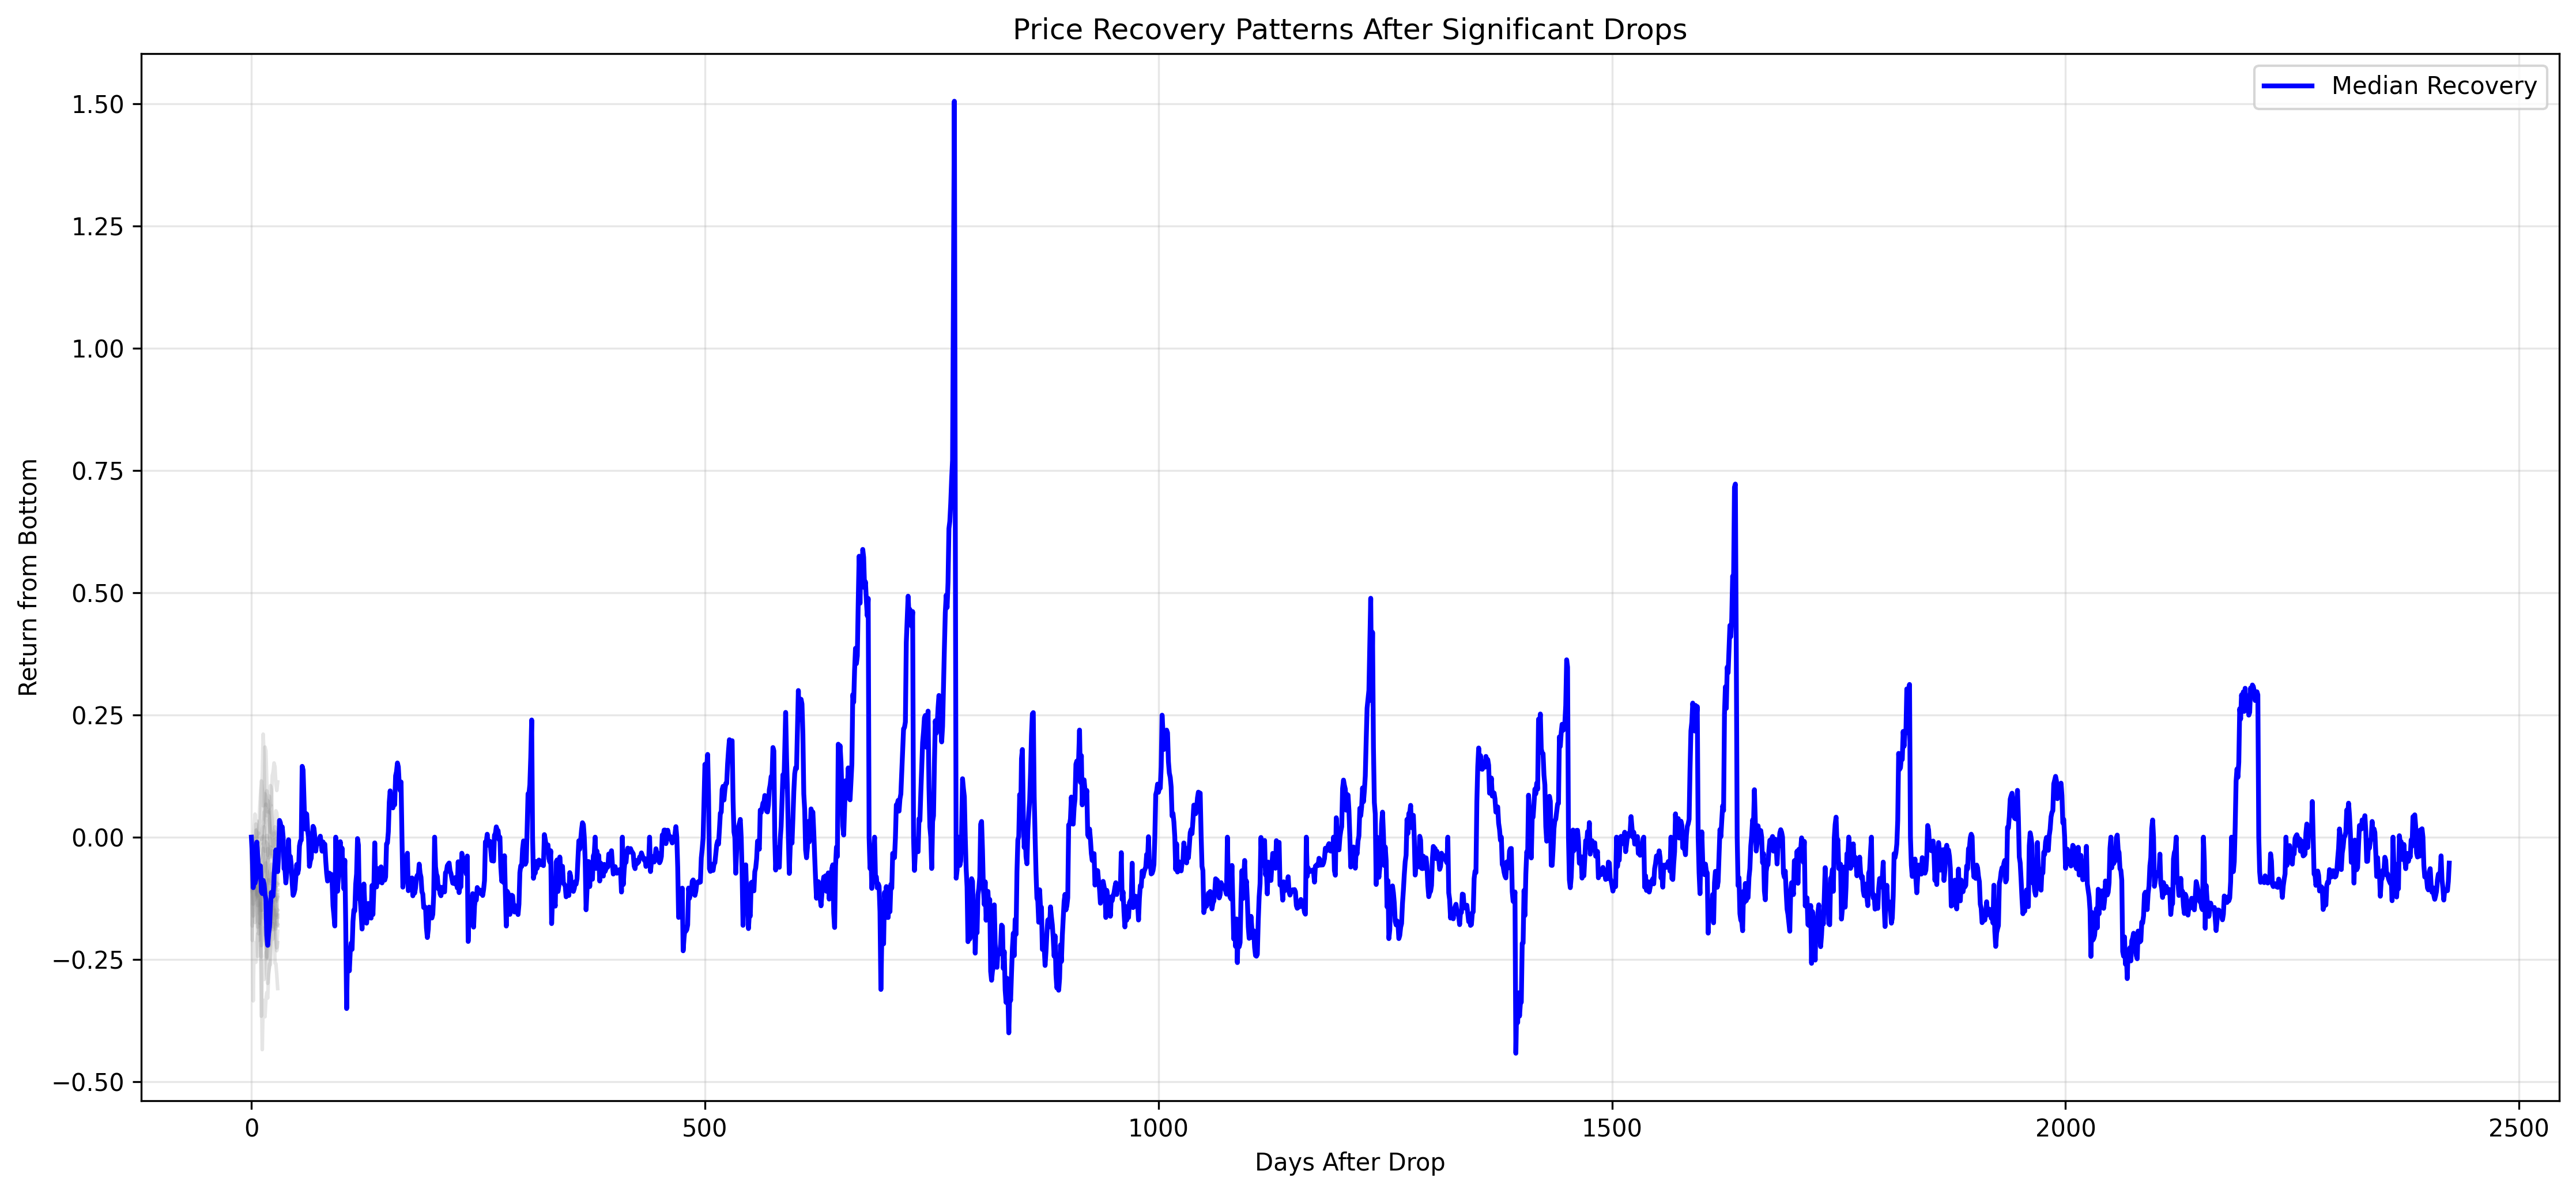 Price Recovery Patterns After Significant Drops
Median Recovery
1.50
1.25
1.00
0.75
0.50
0.25
0.00
−0.25
−0.50
Return from Bottom
0 500 1000 1500 2000 2500
Days After Drop